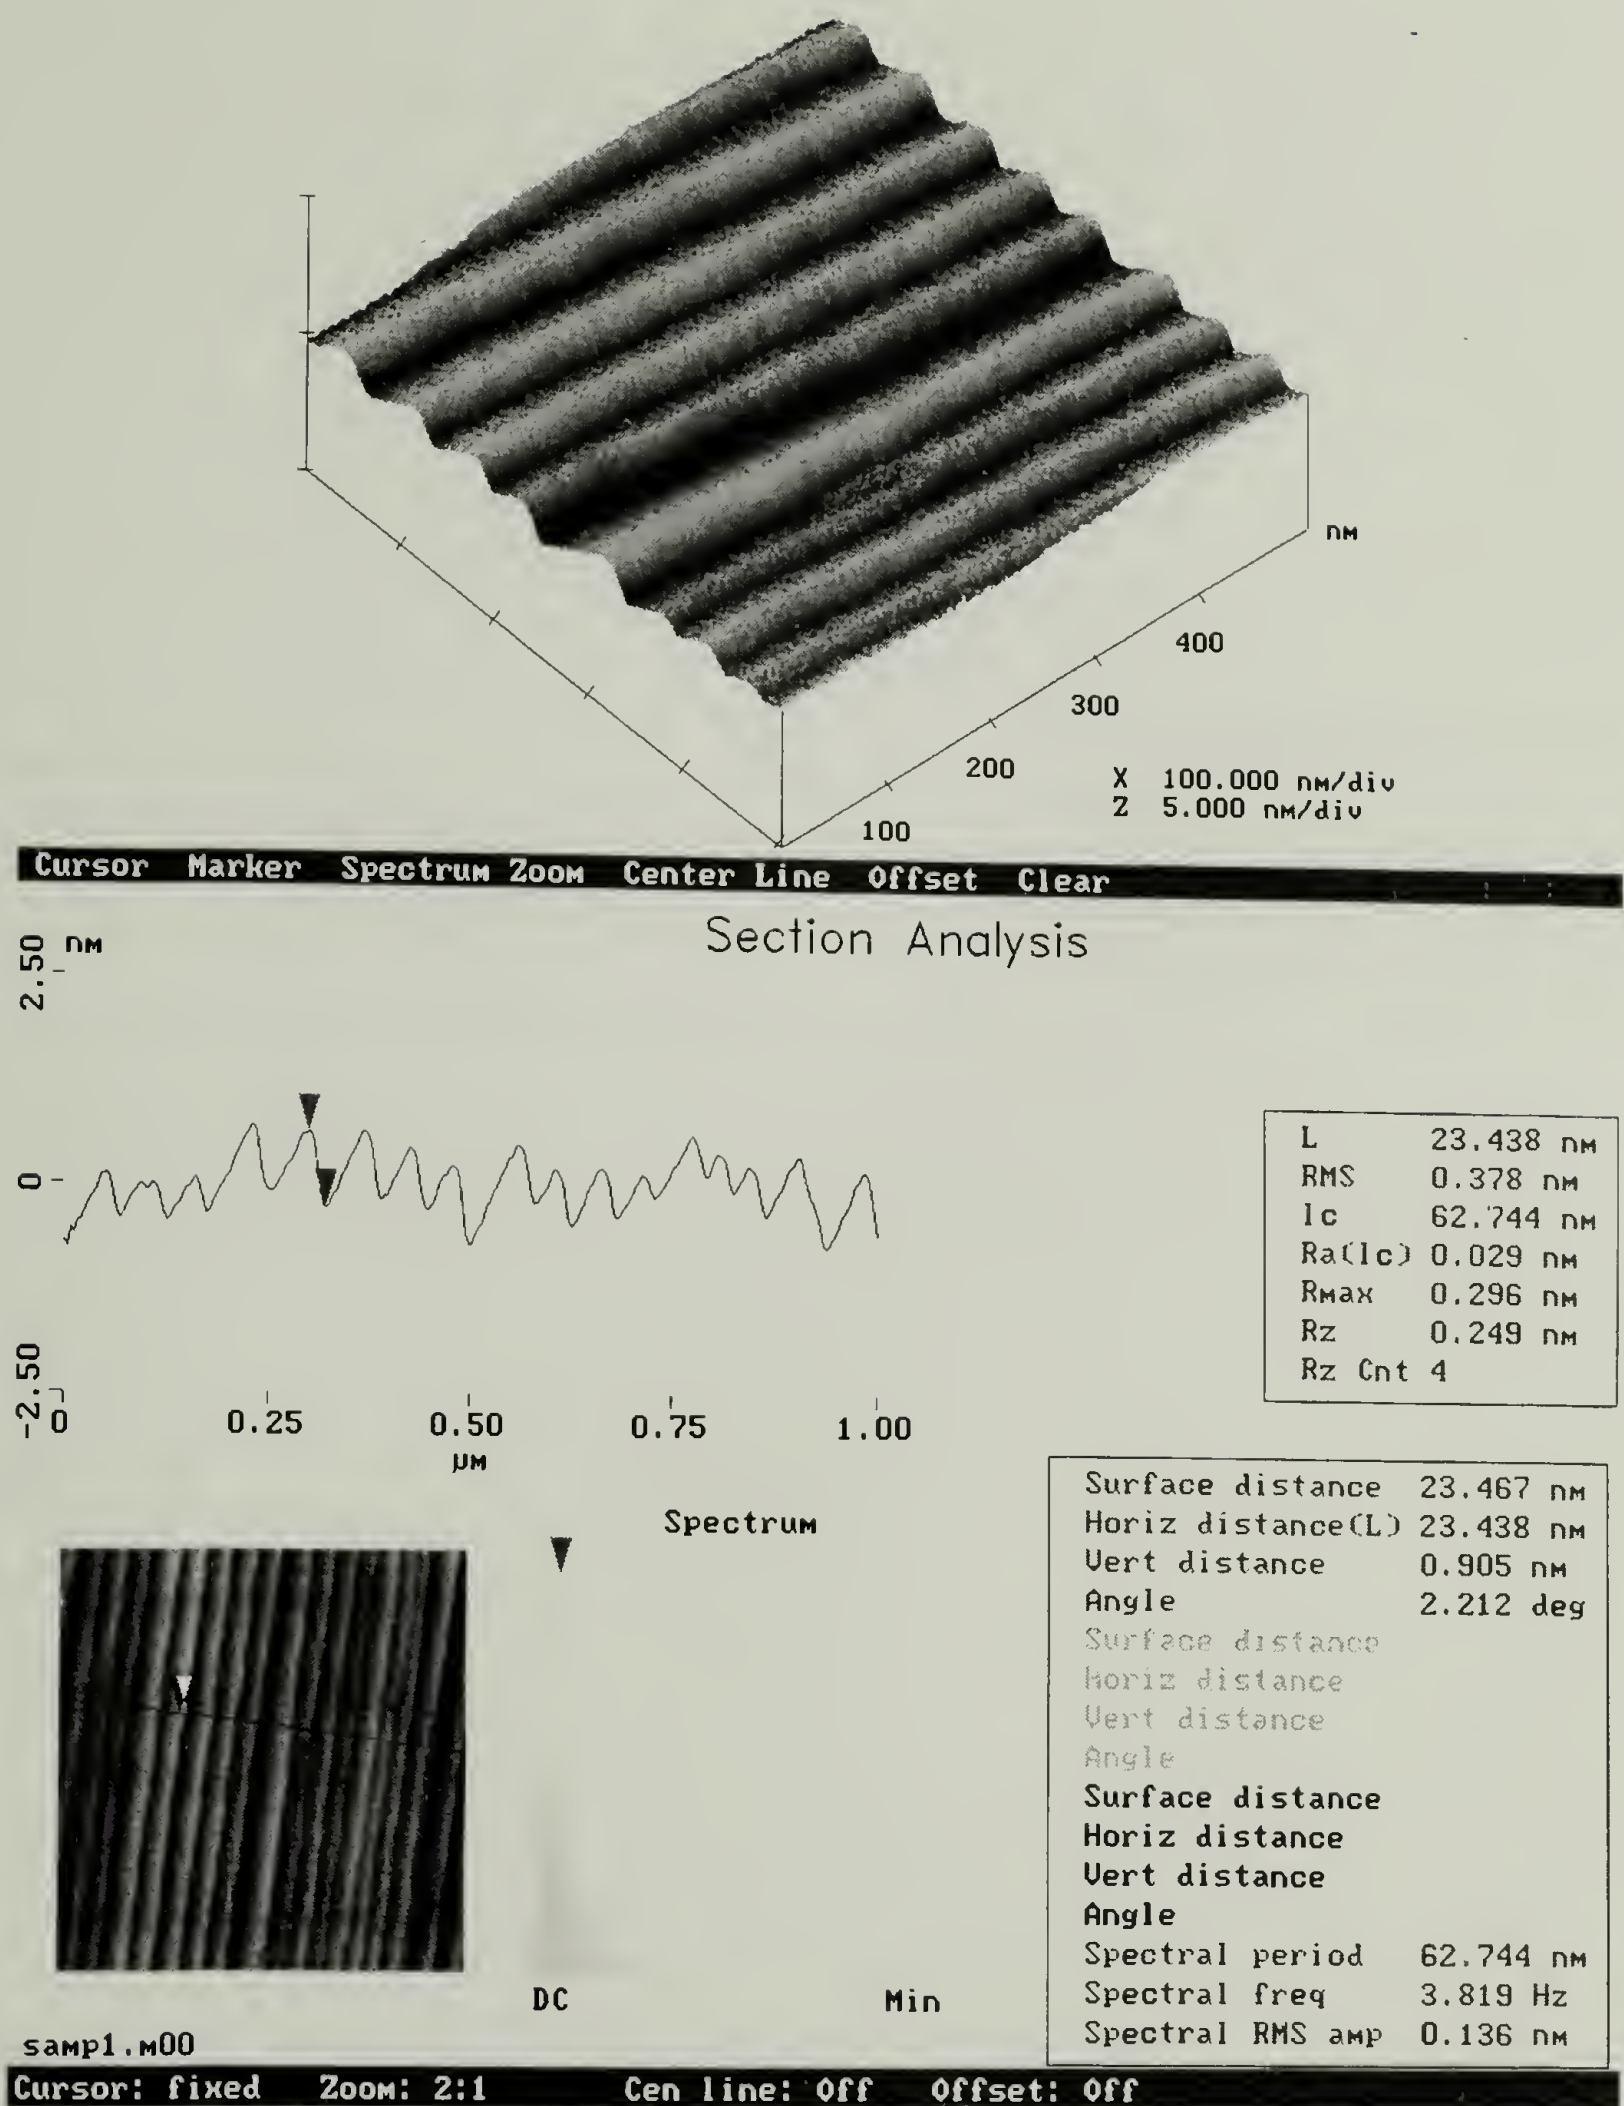 nm
400
300
200
100
X 100.000 nm/div
Z 5.000 nm/div
Cursor Marker Spectrum Zoom Center Line Offset Clear
Section Analysis
2.50 nm
0
-2.50
0 0.25 0.50 0.75 1.00
µm
L 23.438 nm
RMS 0.378 nm
lc 62.744 nm
Ra(lc) 0.029 nm
Rmax 0.296 nm
Rz 0.249 nm
Rz Cnt 4
Spectrum
DC Min
Surface distance 23.467 nm
Horiz distance(L) 23.438 nm
Vert distance 0.905 nm
Angle 2.212 deg
Surface distance
Horiz distance
Vert distance
Angle
Surface distance
Horiz distance
Vert distance
Angle
Spectral period 62.744 nm
Spectral freq 3.819 Hz
Spectral RMS amp 0.136 nm
samp1.m00
Cursor: fixed Zoom: 2:1 Cen line: Off Offset: Off